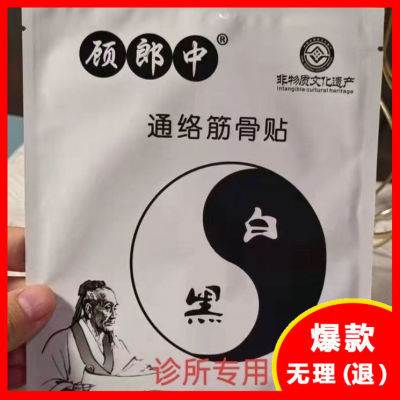 顾郎中®
非物质文化遗产
Intangible cultural heritage
通络筋骨贴
白
黑
诊所专用
爆款
无理(退)